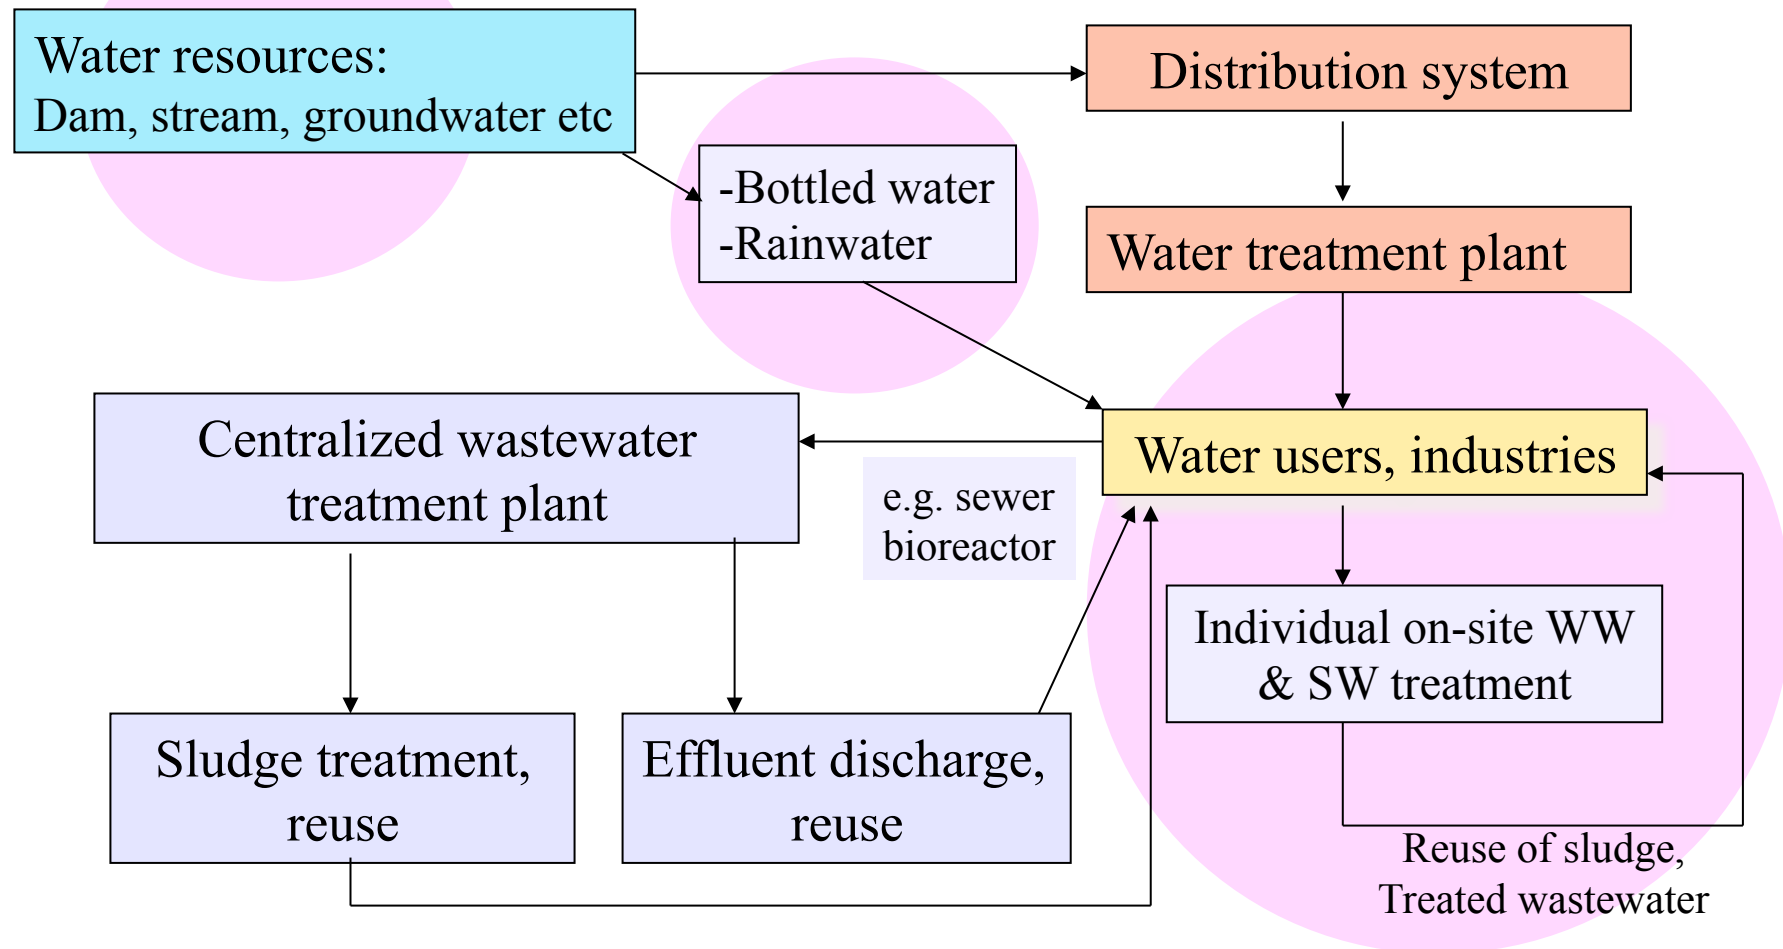 Water resources:
Dam, stream, groundwater etc
Distribution system
-Bottled water
-Rainwater
Water treatment plant
Centralized wastewater
treatment plant
Water users, industries
e.g. sewer
bioreactor
Individual on-site WW
& SW treatment
Sludge treatment,
reuse
Effluent discharge,
reuse
Reuse of sludge,
Treated wastewater